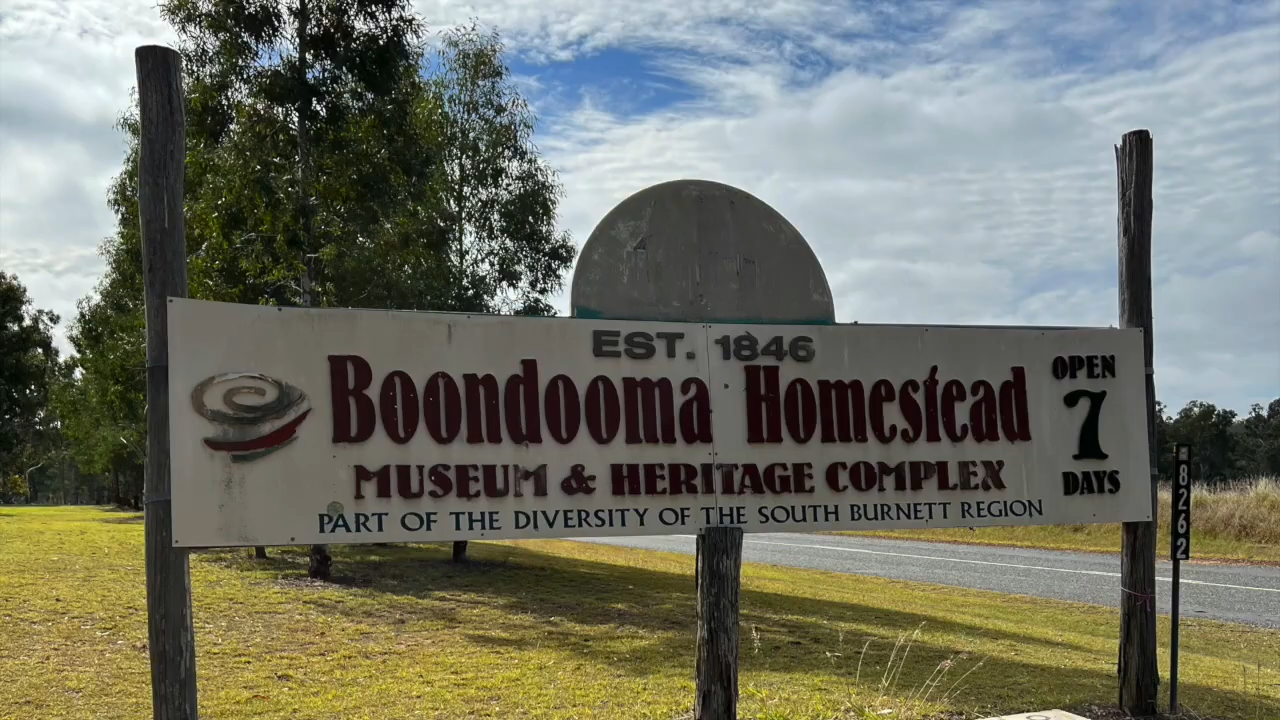 EST. 1846
Boondooma Homestead
MUSEUM & HERITAGE COMPLEX
PART OF THE DIVERSITY OF THE SOUTH BURNETT REGION
OPEN
7
DAYS
8262